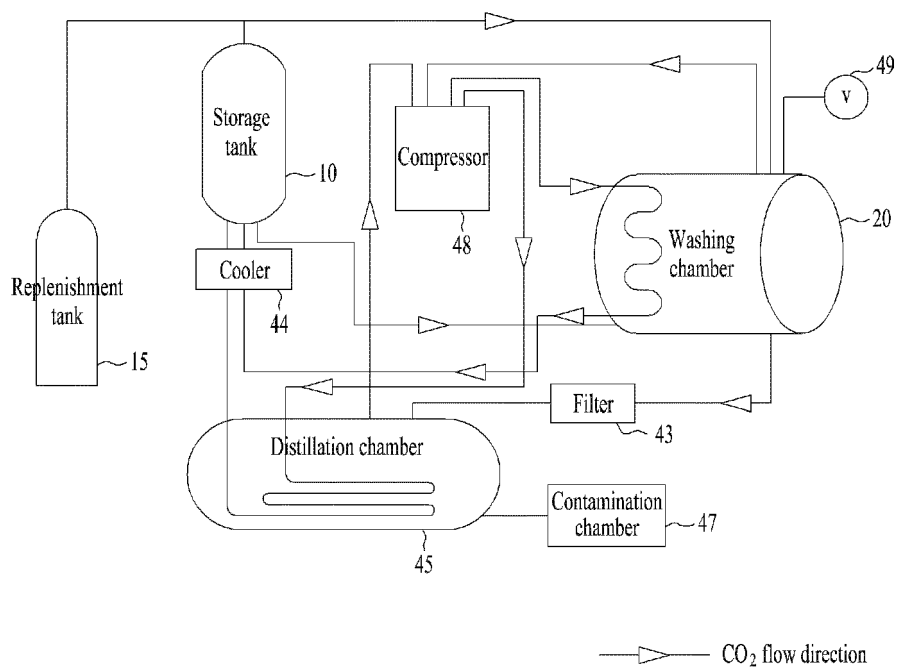 49
V
Storage
tank
10
Compressor
48
20
Washing
chamber
Cooler
44
Replenishment
tank
15
Filter
43
Distillation chamber
45
Contamination
chamber
47
CO₂ flow direction